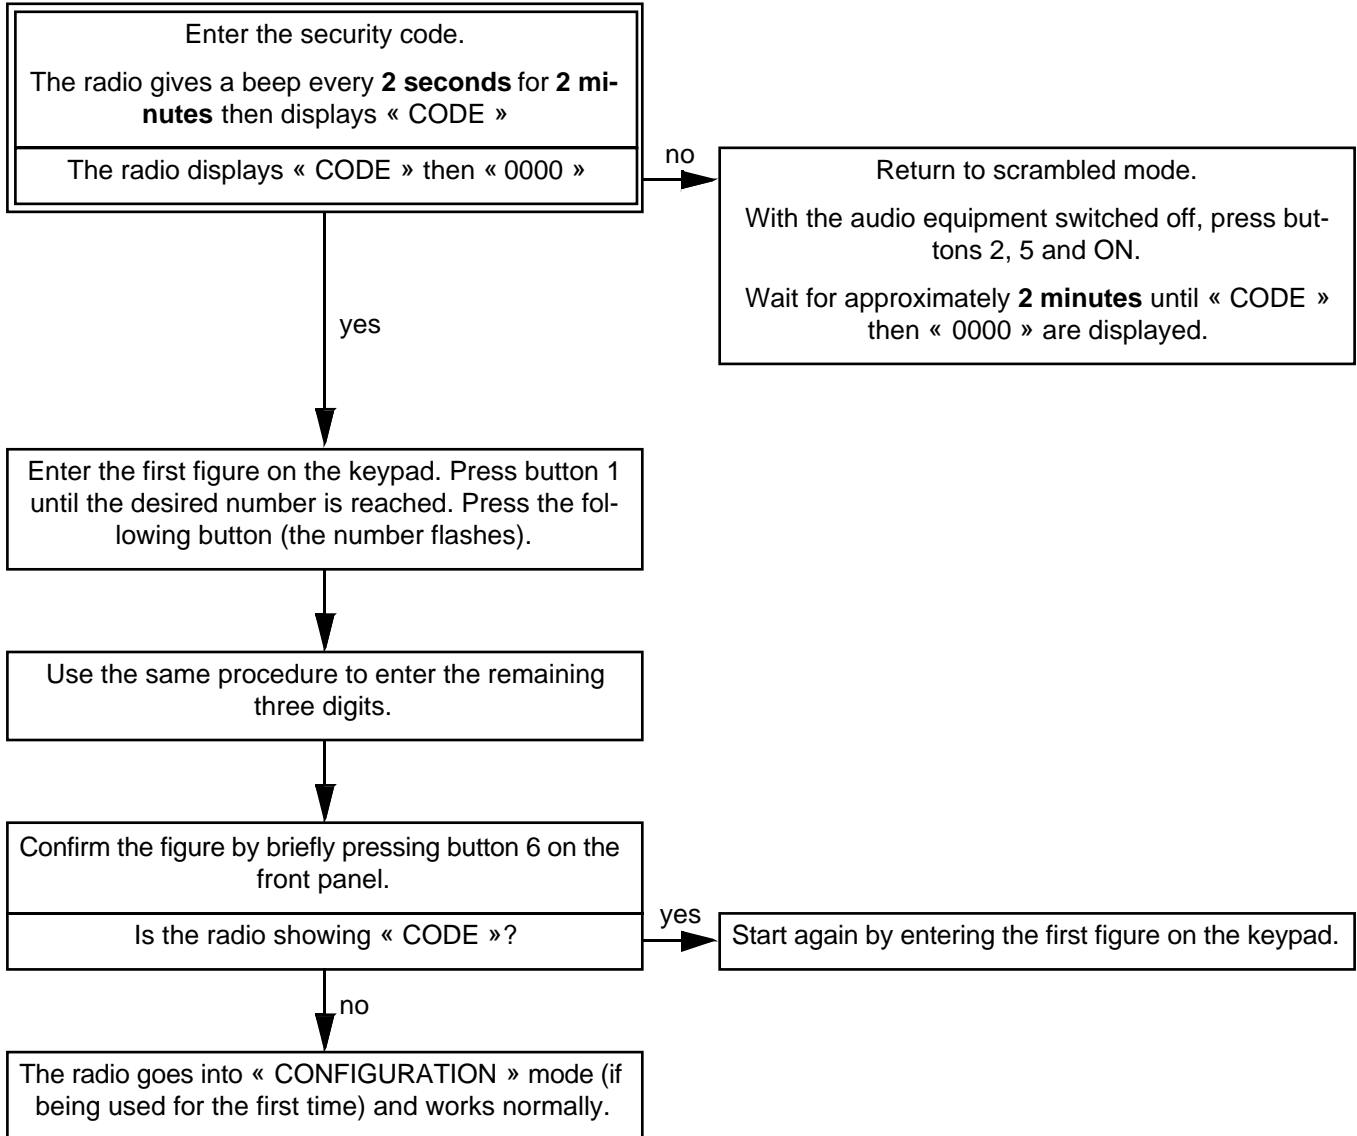 Enter the security code.
The radio gives a beep every 2 seconds for 2 mi-
nutes then displays « CODE »
The radio displays « CODE » then « 0000 »
no
Return to scrambled mode.
With the audio equipment switched off, press but-
tons 2, 5 and ON.
Wait for approximately 2 minutes until « CODE »
then « 0000 » are displayed.
yes
Enter the first figure on the keypad. Press button 1
until the desired number is reached. Press the fol-
lowing button (the number flashes).
Use the same procedure to enter the remaining
three digits.
Confirm the figure by briefly pressing button 6 on the
front panel.
Is the radio showing « CODE »?
yes
Start again by entering the first figure on the keypad.
no
The radio goes into « CONFIGURATION » mode (if
being used for the first time) and works normally.